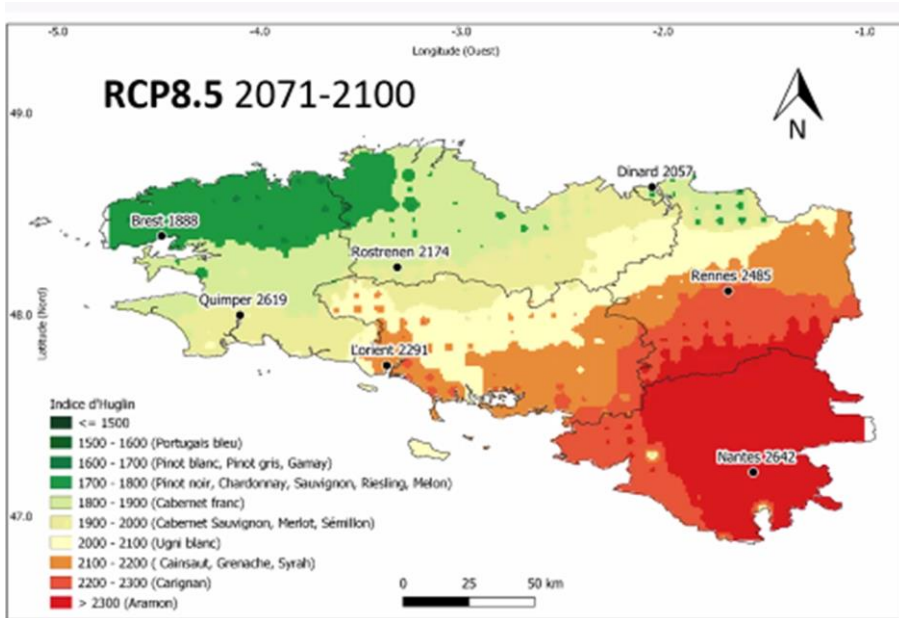 -5.0 -4.0 -3.0 -2.0 -1.0
Longitude (Ouest)
RCP8.5 2071-2100
49.0
N
Dinard 2057
Brest 1888
Rostrenen 2174
Rennes 2485
Quimper 2619
48.0
Latitude (Nord)
L'orient 2291
Indice d'Huglin
<= 1500
1500 - 1600 (Portugais bleu)
1600 - 1700 (Pinot blanc, Pinot gris, Gamay)
1700 - 1800 (Pinot noir, Chardonnay, Sauvignon, Riesling, Melon)
1800 - 1900 (Cabernet franc)
1900 - 2000 (Cabernet Sauvignon, Merlot, Sémillon)
2000 - 2100 (Ugni blanc)
2100 - 2200 ( Cainsaut, Grenache, Syrah)
2200 - 2300 (Carignan)
> 2300 (Aramon)
Nantes 2642
47.0
0 25 50 km